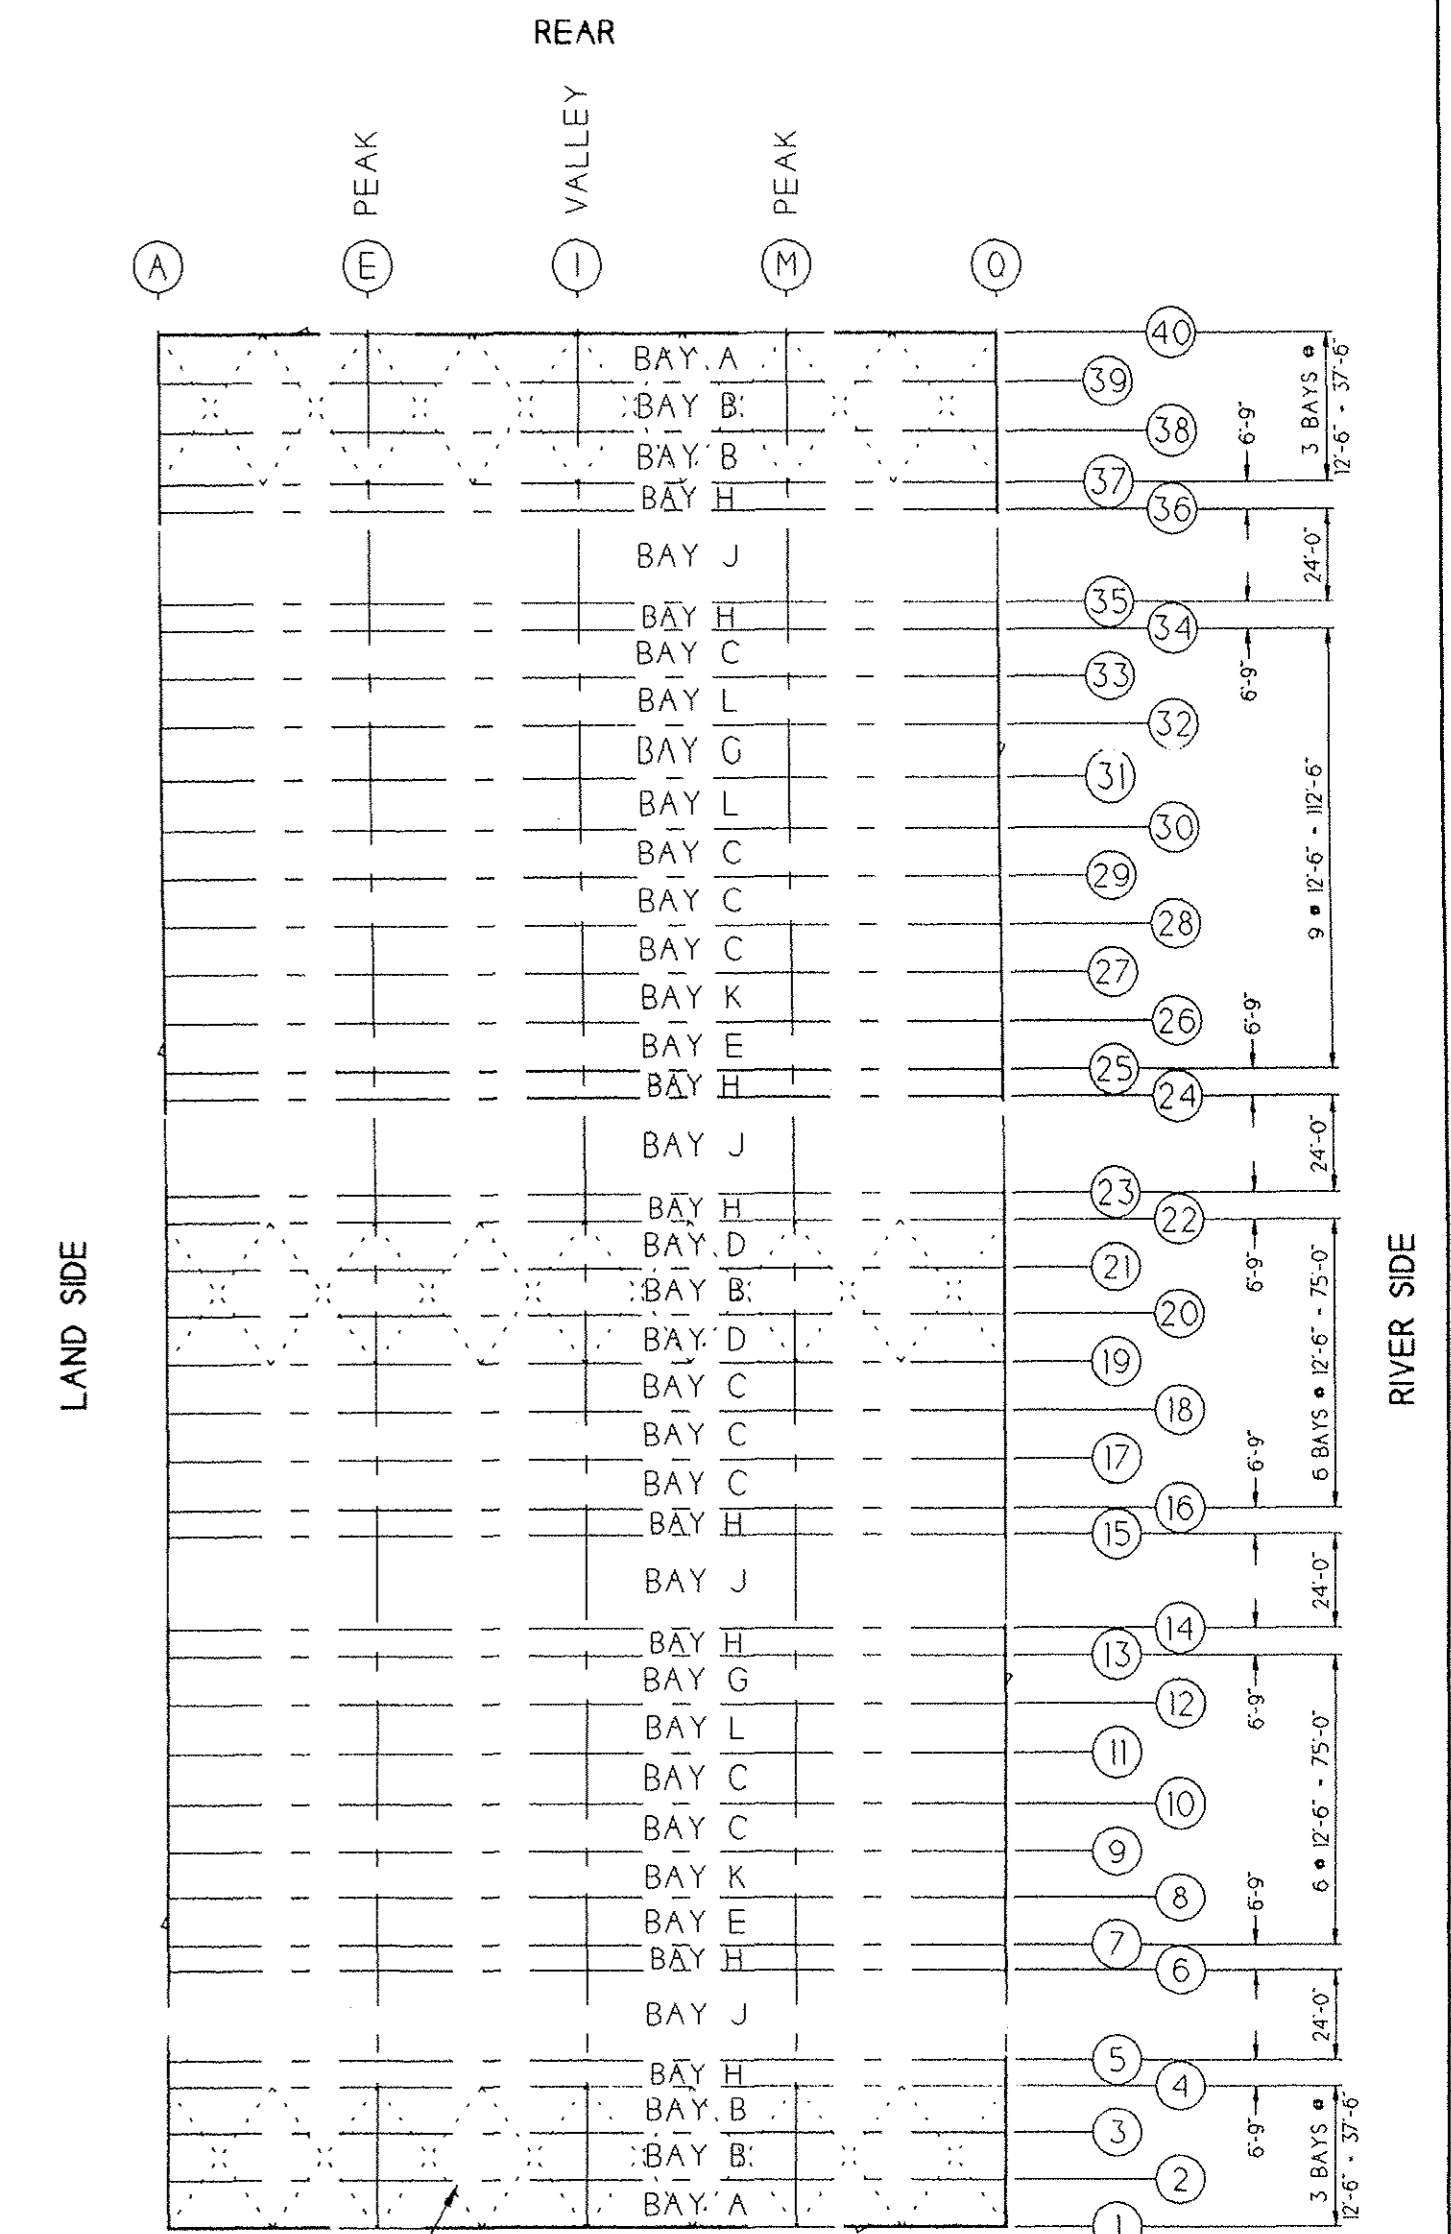 REAR
PEAK
VALLEY
PEAK
A E I M Q
40
BAY A
39
BAY B
38
BAY B
37
BAY H
36
BAY J
35
BAY H
34
BAY C
33
BAY L
32
BAY G
31
BAY L
30
BAY C
29
BAY C
28
BAY C
27
BAY K
26
BAY E
25
BAY H
24
BAY J
23
BAY H
22
BAY D
21
BAY B
20
BAY D
19
BAY C
18
BAY C
17
BAY C
16
BAY H
15
BAY J
14
BAY H
13
BAY G
12
BAY L
11
BAY C
10
BAY C
9
BAY K
8
BAY E
7
BAY H
6
BAY J
5
BAY H
4
BAY B
3
BAY B
2
BAY A
1
6'-9"
6'-9"
6'-9"
6'-9"
6'-9"
6'-9"
6'-9"
6'-9"
3 BAYS @
12'-6" = 37'-6"
24'-0"
9 @ 12'-6" = 112'-6"
24'-0"
6 BAYS @ 12'-6" = 75'-0"
24'-0"
6 @ 12'-6" = 75'-0"
24'-0"
3 BAYS @
12'-6" = 37'-6"
LAND SIDE
RIVER SIDE